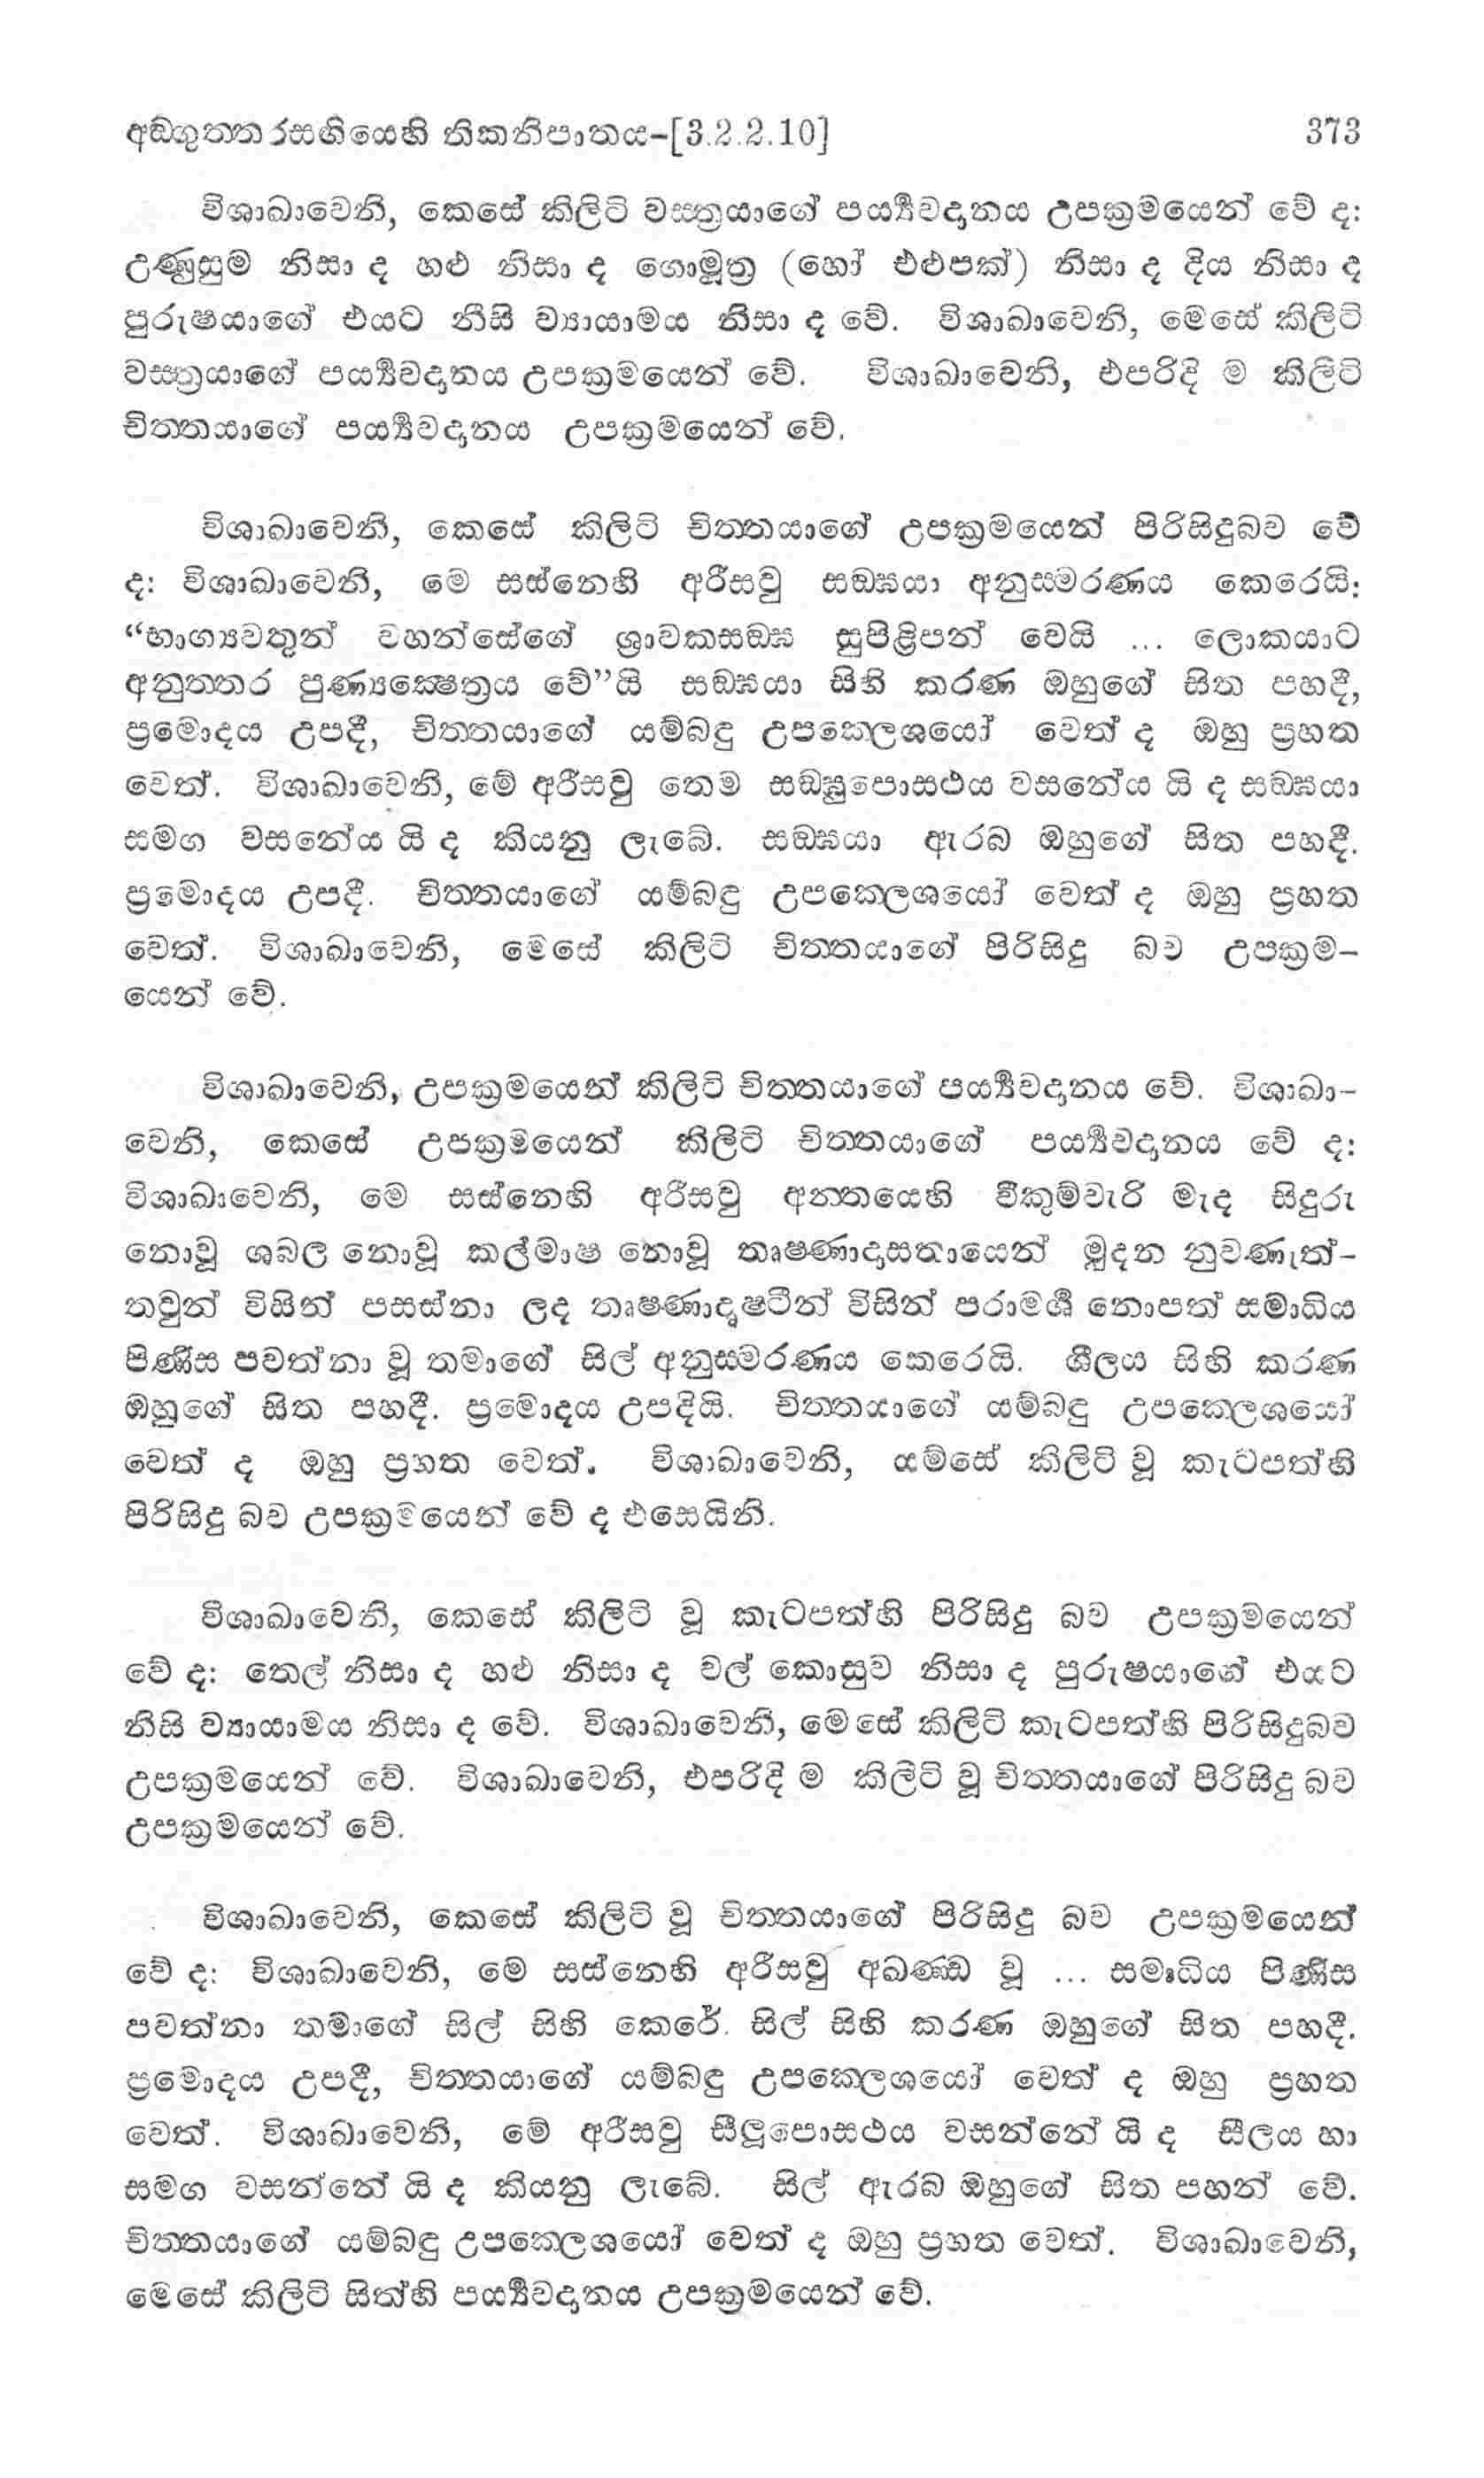 අඞ්ගුත්තරසඟියෙහි තිකනිපාතය-[3.2.2.10] 373
විශාඛාවෙනි, කෙසේ කිලිටි වස්ත්‍රයාගේ පර්‍ය්‍යවදානය උපක්‍රමයෙන් වේ ද:
උණුසුම නිසා ද හළු නිසා ද ගොමූත්‍ර (හෝ එළුපක්) නිසා ද දිය නිසා ද
පුරුෂයාගේ එයට නිසි ව්‍යායාමය නිසා ද වේ. විශාඛාවෙනි, මෙසේ කිලිටි
වස්ත්‍රයාගේ පර්‍ය්‍යවදානය උපක්‍රමයෙන් වේ. විශාඛාවෙනි, එපරිදි ම කිලිටි
චිත්තයාගේ පර්‍ය්‍යවදානය උපක්‍රමයෙන් වේ.
විශාඛාවෙනි, කෙසේ කිලිටි චිත්තයාගේ උපක්‍රමයෙන් පිරිසිදුබව වේ
ද: විශාඛාවෙනි, මෙ සස්නෙහි අරිසවු සඞ්ඝයා අනුස්මරණය කෙරෙයි:
“භාග්‍යවතුන් වහන්සේගේ ශ්‍රාවකසඞ්ඝ සුපිළිපන් වෙයි ... ලොකයාට
අනුත්තර පුණ්‍යක්‍ෂෙත්‍රය වේ”යි සඞ්ඝයා සිහි කරණ ඔහුගේ සිත පහදී,
ප්‍රමොදය උපදී, චිත්තයාගේ යම්බඳු උපක්ලෙශයෝ වෙත් ද ඔහු ප්‍රහත
වෙත්. විශාඛාවෙනි, මේ අරිසවු තෙම සඞ්ඝුපොසථය වසනේය යි ද සඞ්ඝයා
සමග වසනේය යි ද කියනු ලැබේ. සඞ්ඝයා ඇරබ ඔහුගේ සිත පහදී.
ප්‍රමොදය උපදී. චිත්තයාගේ යම්බඳු උපක්ලෙශයෝ වෙත් ද ඔහු ප්‍රහත
වෙත්. විශාඛාවෙනි, මෙසේ කිලිටි චිත්තයාගේ පිරිසිදු බව උපක්‍රම-
යෙන් වේ.
විශාඛාවෙනි, උපක්‍රමයෙන් කිලිටි චිත්තයාගේ පර්‍ය්‍යවදානය වේ. විශාඛා-
වෙනි, කෙසේ උපක්‍රමයෙන් කිලිටි චිත්තයාගේ පර්‍ය්‍යවදානය වේ ද:
විශාඛාවෙනි, මෙ සස්නෙහි අරිසවු අන්තයෙහි විකුම්වැරි මැද සිදුරු
නොවූ ශබල නොවූ කල්මාෂ නොවූ තෘෂ්ණාදාසත්‍වයෙන් මුදන නුවණැත්-
තවුන් විසින් පසස්නා ලද තෘෂ්ණාදෘෂ්ටීන් විසින් පරාමර්‍ශ නොපත් සමාධිය
පිණිස පවත්නා වූ තමාගේ සිල් අනුස්මරණය කෙරෙයි. ශීලය සිහි කරණ
ඔහුගේ සිත පහදී. ප්‍රමොදය උපදියි. චිත්තයාගේ යම්බඳු උපක්ලෙශයෝ
වෙත් ද ඔහු ප්‍රහත වෙත්. විශාඛාවෙනි, යම්සේ කිලිටි වූ කැටපත්හි
පිරිසිදු බව උපක්‍රමයෙන් වේ ද එසෙයිනි.
විශාඛාවෙනි, කෙසේ කිලිටි වූ කැටපත්හි පිරිසිදු බව උපක්‍රමයෙන්
වේ ද: තෙල් නිසා ද හළු නිසා ද වල් කොසුව නිසා ද පුරුෂයාගේ එයට
නිසි ව්‍යායාමය නිසා ද වේ. විශාඛාවෙනි, මෙසේ කිලිටි කැටපත්හි පිරිසිදුබව
උපක්‍රමයෙන් වේ. විශාඛාවෙනි, එපරිදි ම කිලිටි වූ චිත්තයාගේ පිරිසිදු බව
උපක්‍රමයෙන් වේ.
විශාඛාවෙනි, කෙසේ කිලිටි වූ චිත්තයාගේ පිරිසිදු බව උපක්‍රමයෙන්
වේ ද: විශාඛාවෙනි, මෙ සස්නෙහි අරිසවු අඛණ්ඩ වූ ... සමාධිය පිණිස
පවත්නා තමාගේ සිල් සිහි කෙරේ. සිල් සිහි කරණ ඔහුගේ සිත පහදී.
ප්‍රමොදය උපදී, චිත්තයාගේ යම්බඳු උපක්ලෙශයෝ වෙත් ද ඔහු ප්‍රහත
වෙත්. විශාඛාවෙනි, මේ අරිසවු සීලූපොසථය වසන්නේ යි ද සීලය හා
සමග වසන්නේ යි ද කියනු ලැබේ. සිල් ඇරබ ඔහුගේ සිත පහන් වේ.
චිත්තයාගේ යම්බඳු උපක්ලෙශයෝ වෙත් ද ඔහු ප්‍රහත වෙත්. විශාඛාවෙනි,
මෙසේ කිලිටි සිත්හි පර්‍ය්‍යවදානය උපක්‍රමයෙන් වේ.